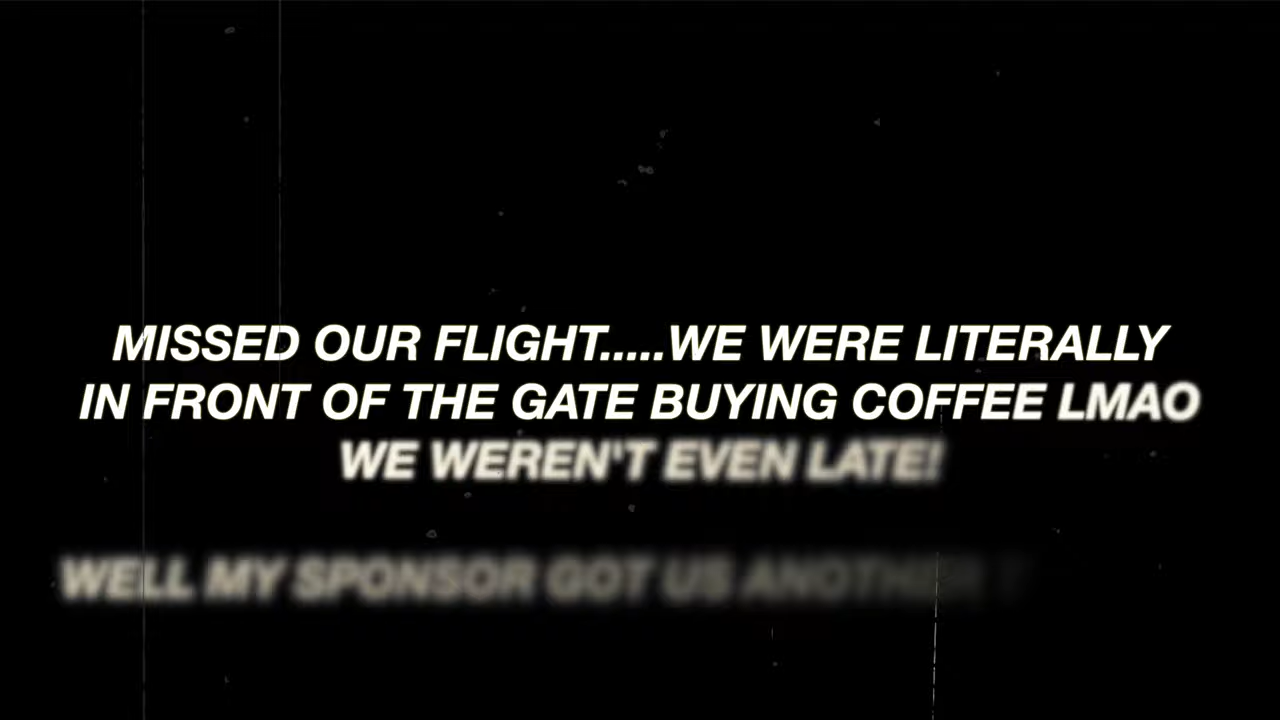 MISSED OUR FLIGHT.....WE WERE LITERALLY
IN FRONT OF THE GATE BUYING COFFEE LMAO
WE WEREN'T EVEN LATE!
WELL MY SPONSOR GOT US ANOTHER